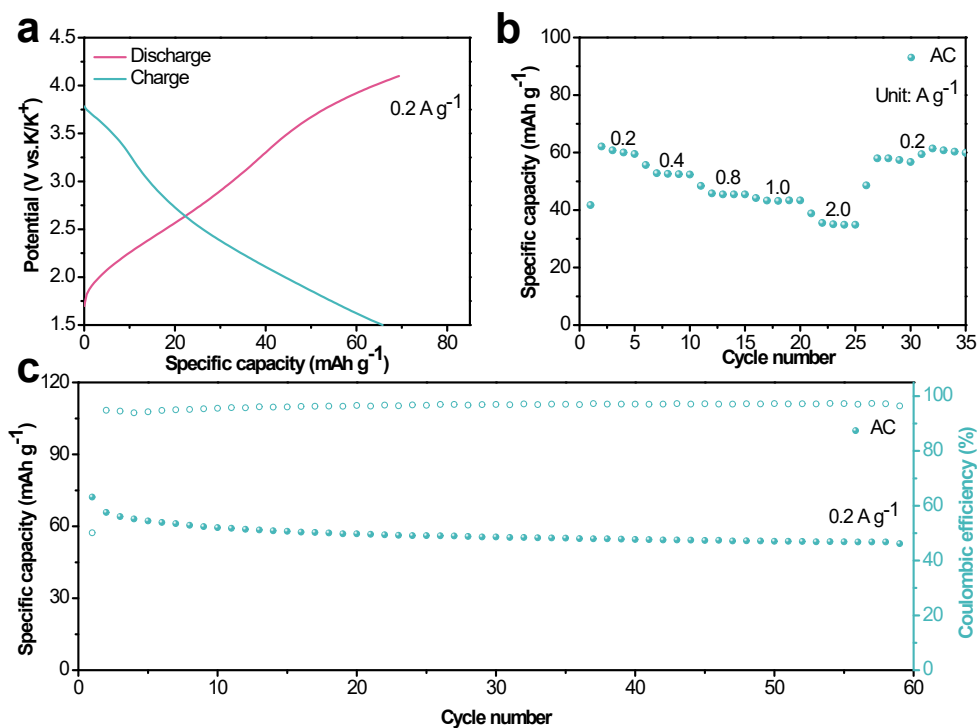 a
4.5
4.0
3.5
3.0
2.5
2.0
1.5
Potential (V vs.K/K⁺)
Discharge
Charge
0.2 A g⁻¹
0 20 40 60 80
Specific capacity (mAh g⁻¹)
b
100
80
60
40
20
0
Specific capacity (mAh g⁻¹)
AC
Unit: A g⁻¹
0.2
0.4
0.8
1.0
2.0
0.2
0 5 10 15 20 25 30 35
Cycle number
c
120
90
60
30
0
Specific capacity (mAh g⁻¹)
AC
0.2 A g⁻¹
100
80
60
40
20
0
Coulombic efficiency (%)
0 10 20 30 40 50 60
Cycle number